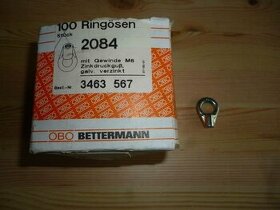 100 Ringösen
Stück
2084
mit Gewinde M6
Zinkdruckguß,
galv. verzinkt
Best.-Nr. 3463 567
OBO BETTERMANN